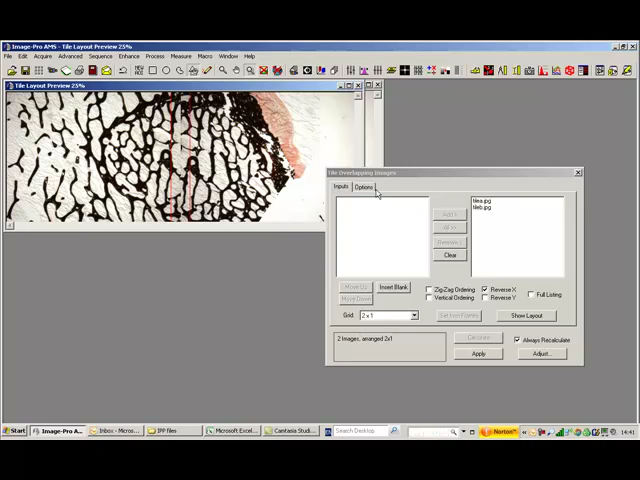 Image-Pro AMS - Tile Layout Preview 25%
File Edit Acquire Advanced Sequence Enhance Process Measure Macro Window Help
Tile Layout Preview 25%
Tile Overlapping Images
Inputs Options
tilea.jpg
tileb.jpg
Clear
Move Up
Insert Blank
Move Down
Zig-Zag Ordering
Reverse X
Vertical Ordering
Reverse Y
Full Listing
Grid: 2 x 1
Set from Frames
Show Layout
2 Images, arranged 2x1
Calculate
Always Recalculate
Apply
Adjust...
Start
Image-Pro A...
Inbox - Micros...
IPP files
Microsoft Excel...
Camtasia Studi...
Search Desktop
Norton
14:41